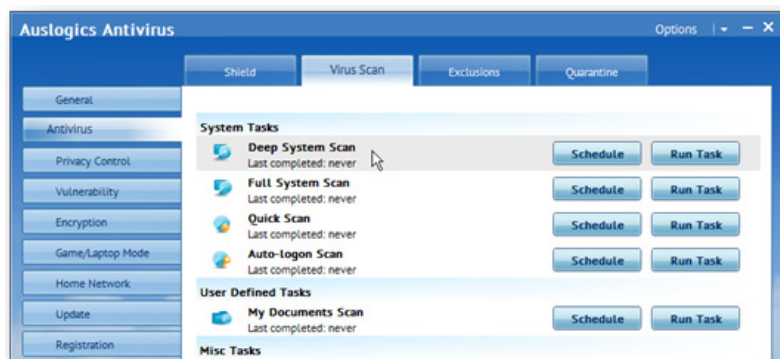 Auslogics Antivirus
Options
Shield
Virus Scan
Exclusions
Quarantine
General
Antivirus
Privacy Control
Vulnerability
Encryption
Game/Laptop Mode
Home Network
Update
Registration
System Tasks
Deep System Scan
Last completed: never
Schedule
Run Task
Full System Scan
Last completed: never
Schedule
Run Task
Quick Scan
Last completed: never
Schedule
Run Task
Auto-logon Scan
Last completed: never
Schedule
Run Task
User Defined Tasks
My Documents Scan
Last completed: never
Schedule
Run Task
Misc Tasks